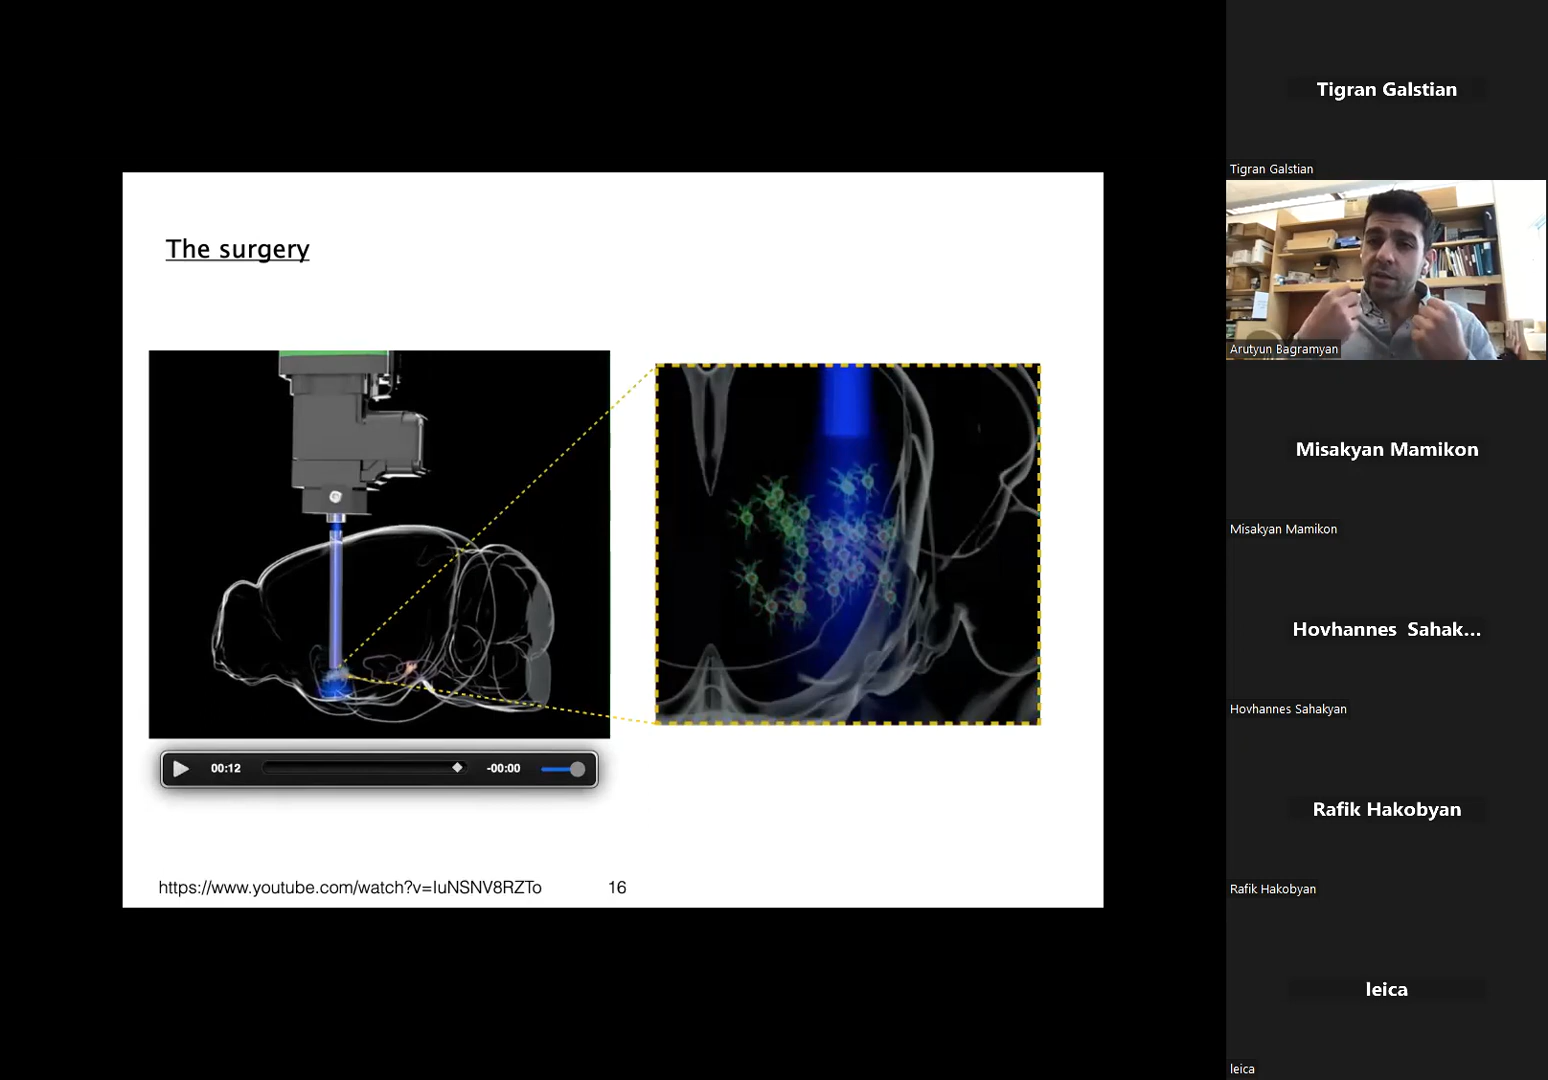 The surgery
00:12
-00:00
https://www.youtube.com/watch?v=IuNSNV8RZTo
16
Tigran Galstian
Tigran Galstian
Arutyun Bagramyan
Misakyan Mamikon
Misakyan Mamikon
Hovhannes Sahak...
Hovhannes Sahakyan
Rafik Hakobyan
Rafik Hakobyan
leica
leica